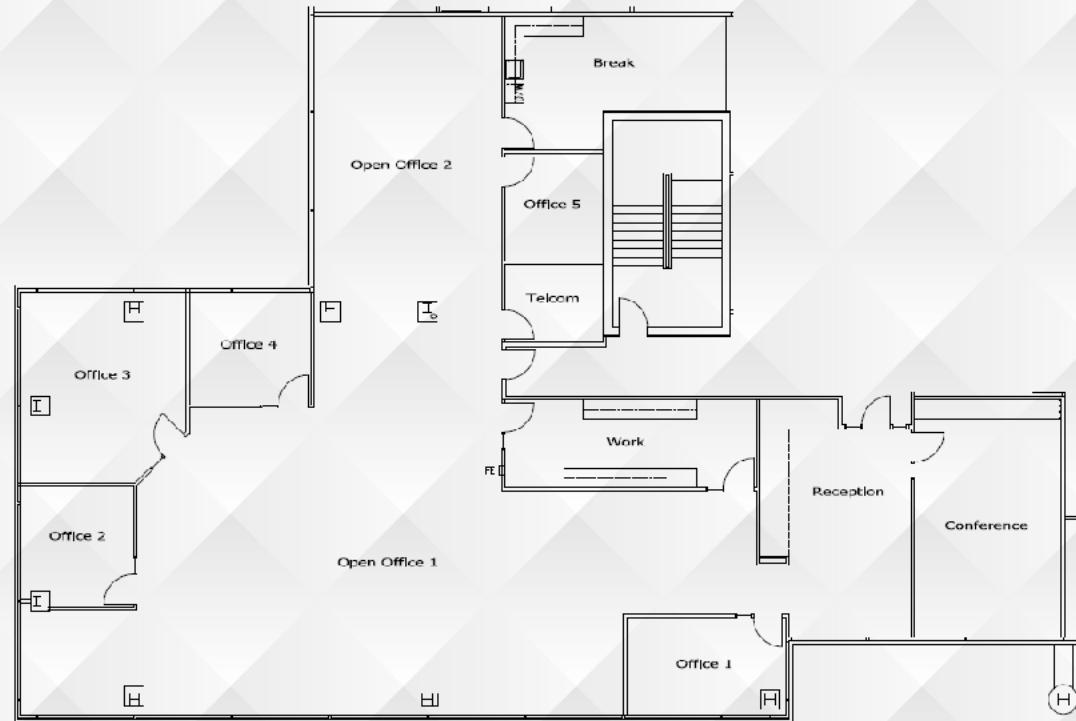 Break
D/W
Open Office 2
Office 5
Telcom
Office 4
Office 3
Work
FE
Reception
Conference
Office 2
Open Office 1
Office 1